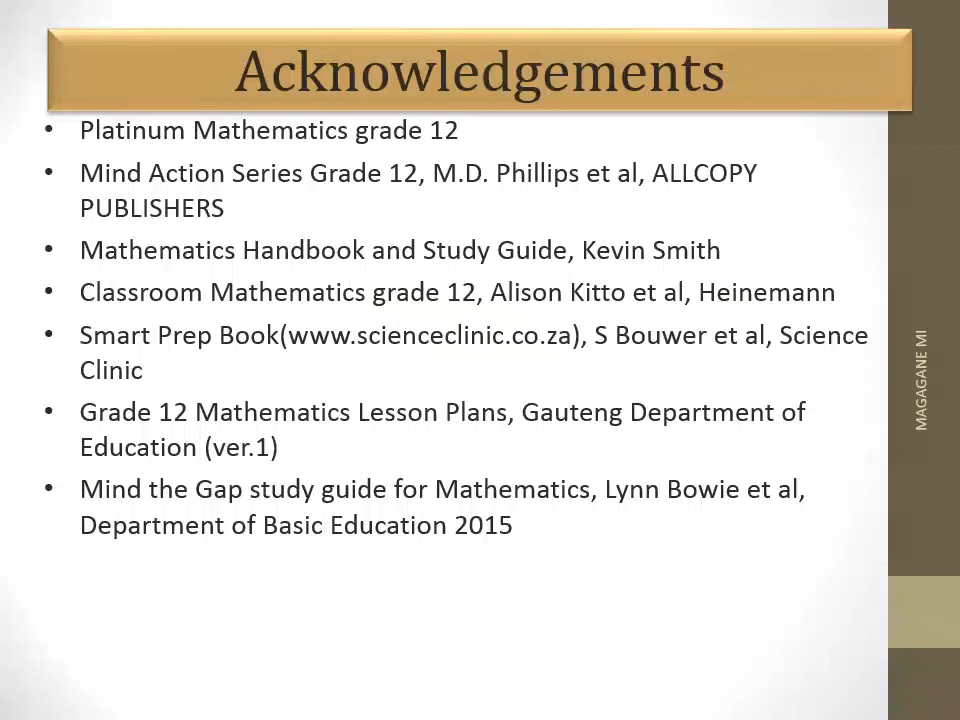 Acknowledgements
• Platinum Mathematics grade 12
• Mind Action Series Grade 12, M.D. Phillips et al, ALLCOPY
PUBLISHERS
• Mathematics Handbook and Study Guide, Kevin Smith
• Classroom Mathematics grade 12, Alison Kitto et al, Heinemann
• Smart Prep Book(www.scienceclinic.co.za), S Bouwer et al, Science
Clinic
• Grade 12 Mathematics Lesson Plans, Gauteng Department of
Education (ver.1)
• Mind the Gap study guide for Mathematics, Lynn Bowie et al,
Department of Basic Education 2015
MAGAGANE MI